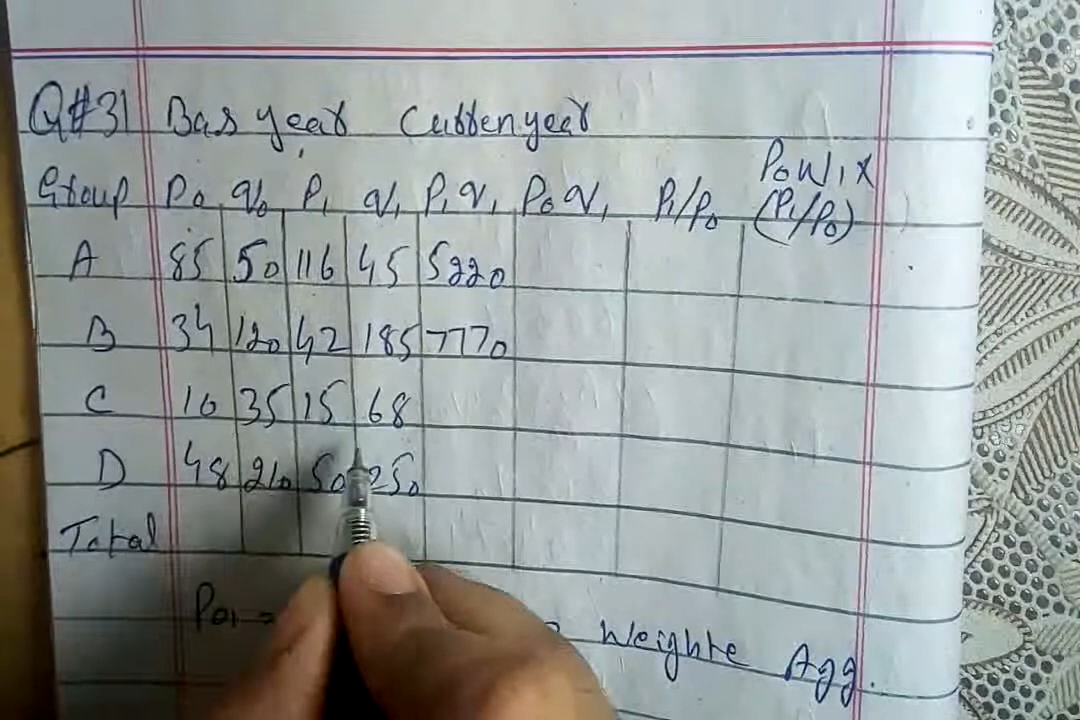 Q#31 Bas year Curren year
Group P₀ q₀ P₁ q₁ P₁q₁ P₀q₁ P₁/P₀ P₀W₁x (P₁/P₀)
A 85 50 116 45 5220
B 34 120 42 185 7770
C 10 35 15 68
D 48 210 50 250
Total
P₀₁ =
Weighte Agg.